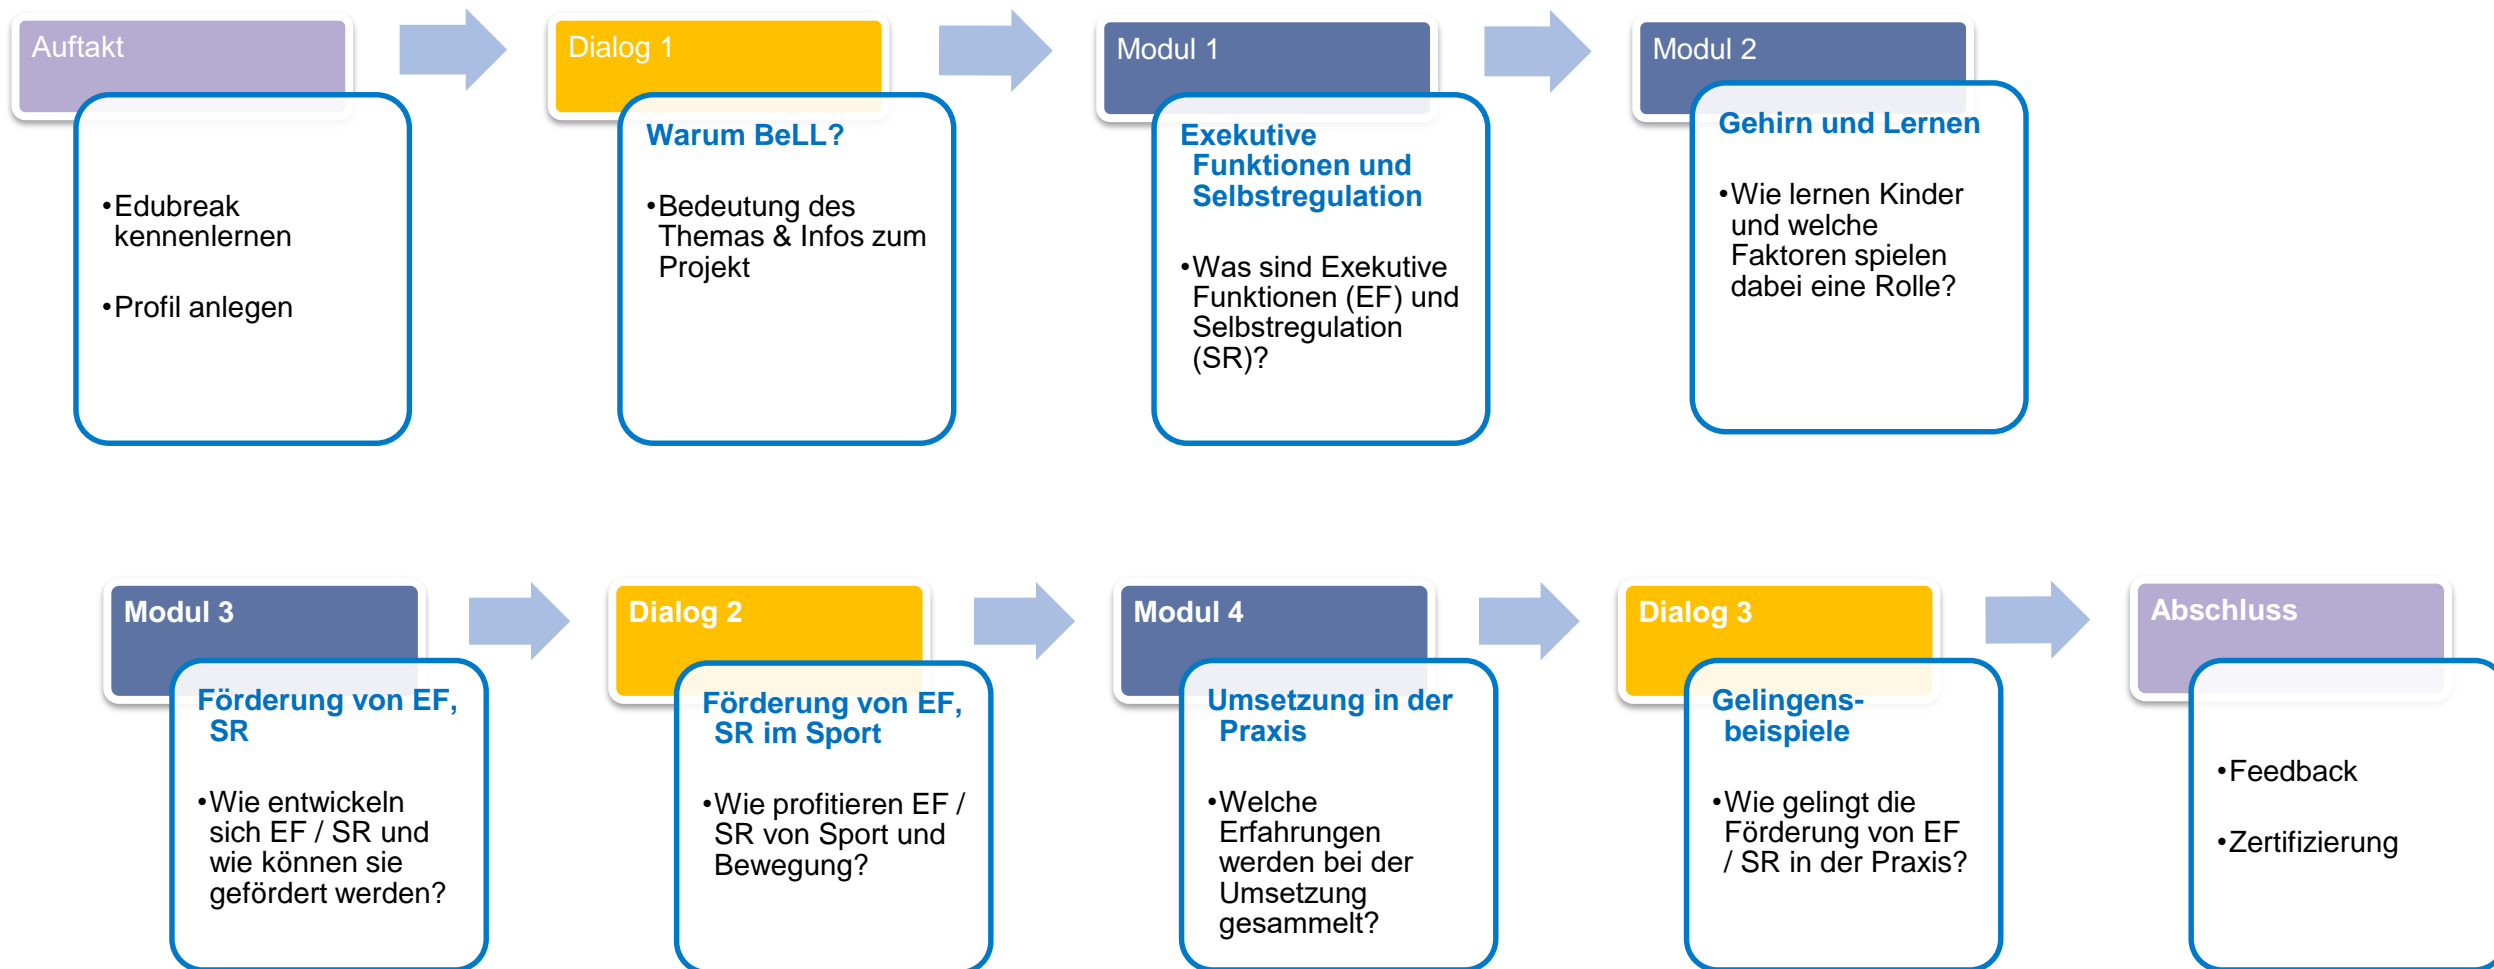 Auftakt
•Edubreak
kennenlernen
•Profil anlegen
Dialog 1
Warum BeLL?
•Bedeutung des
Themas & Infos zum
Projekt
Modul 1
Exekutive
Funktionen und
Selbstregulation
•Was sind Exekutive
Funktionen (EF) und
Selbstregulation
(SR)?
Modul 2
Gehirn und Lernen
•Wie lernen Kinder
und welche
Faktoren spielen
dabei eine Rolle?
Modul 3
Förderung von EF,
SR
•Wie entwickeln
sich EF / SR und
wie können sie
gefördert werden?
Dialog 2
Förderung von EF,
SR im Sport
•Wie profitieren EF /
SR von Sport und
Bewegung?
Modul 4
Umsetzung in der
Praxis
•Welche
Erfahrungen
werden bei der
Umsetzung
gesammelt?
Dialog 3
Gelingens-
beispiele
•Wie gelingt die
Förderung von EF
/ SR in der Praxis?
Abschluss
•Feedback
•Zertifizierung